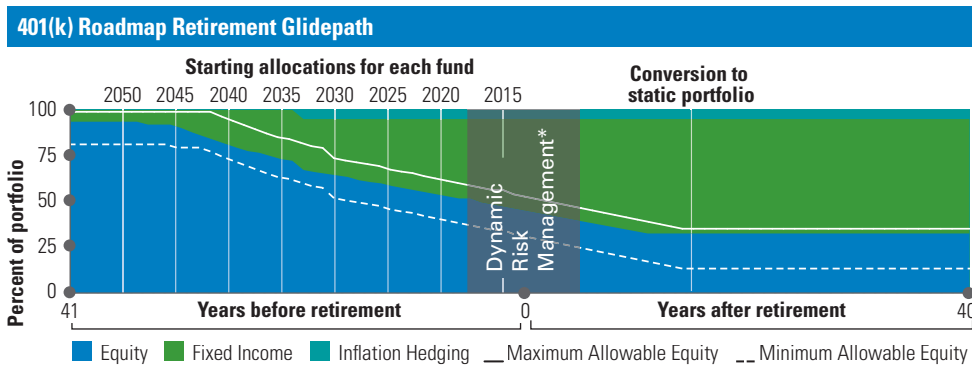 401(k) Roadmap Retirement Glidepath
Starting allocations for each fund
Conversion to
static portfolio
2050 2045 2040 2035 2030 2025 2020 2015
Percent of portfolio
100
75
50
25
0
Dynamic
Risk
Management*
41 Years before retirement 0 Years after retirement 40
Equity Fixed Income Inflation Hedging Maximum Allowable Equity Minimum Allowable Equity